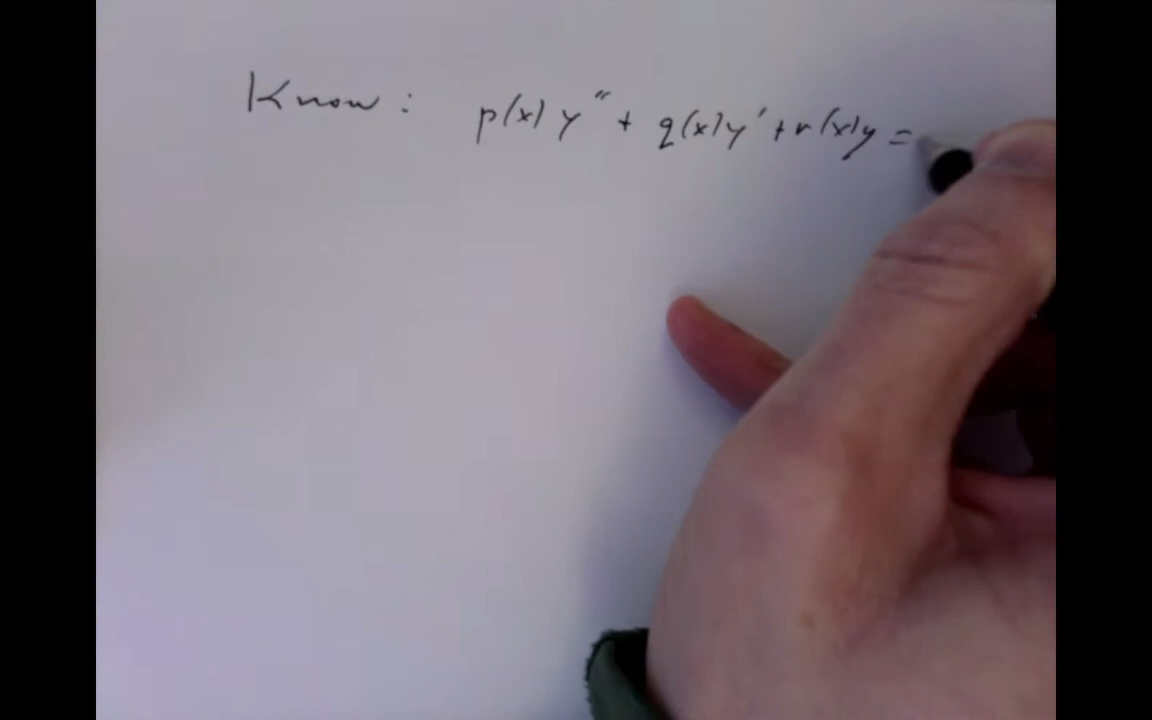 Know: p(x) y" + q(x)y' + r(x)y =